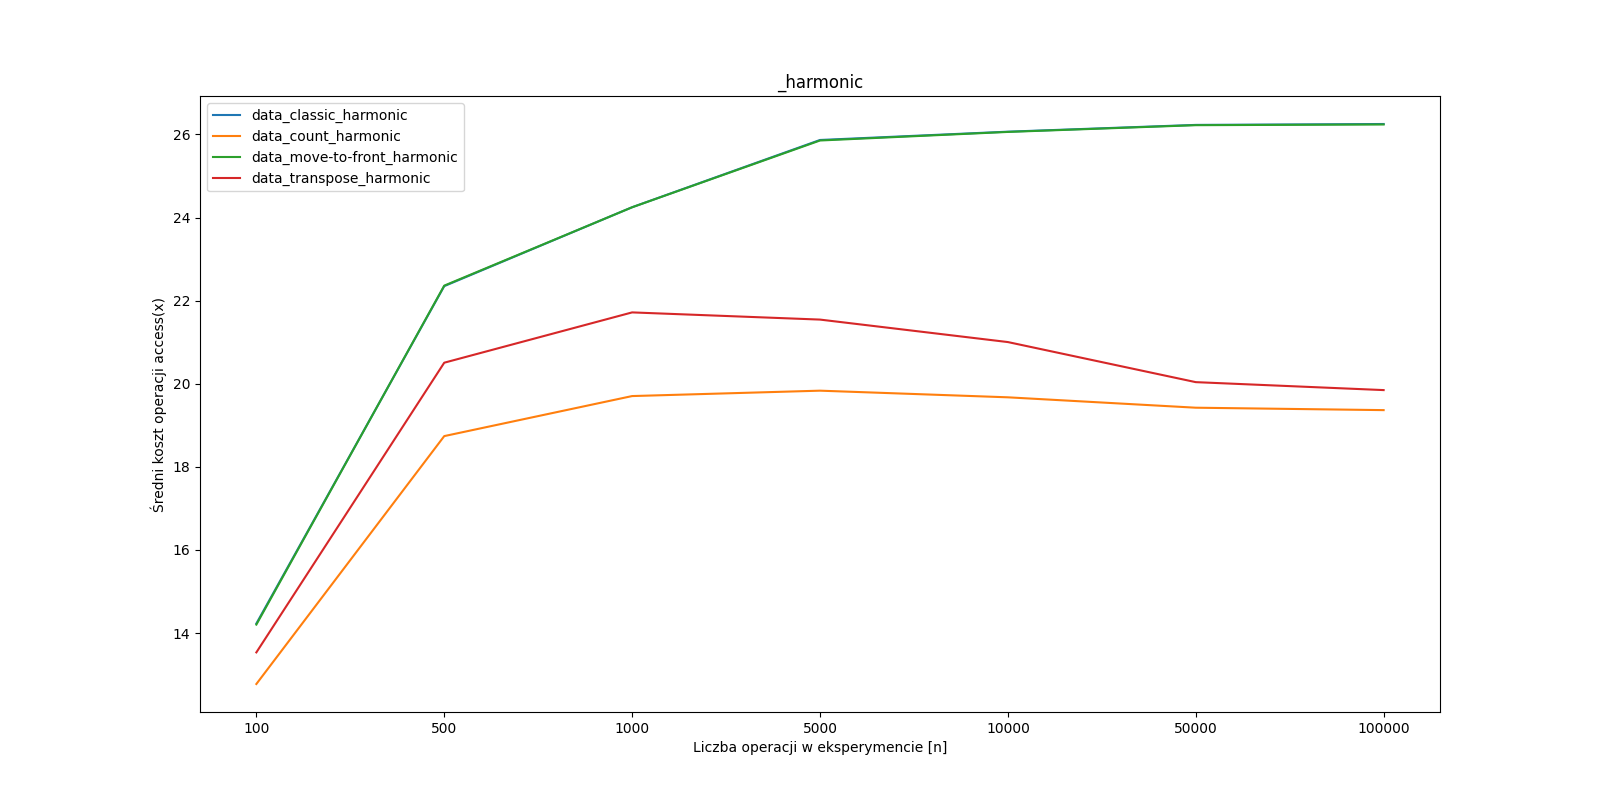 _harmonic
data_classic_harmonic
data_count_harmonic
data_move-to-front_harmonic
data_transpose_harmonic
Średni koszt operacji access(x)
26
24
22
20
18
16
14
100 500 1000 5000 10000 50000 100000
Liczba operacji w eksperymencie [n]